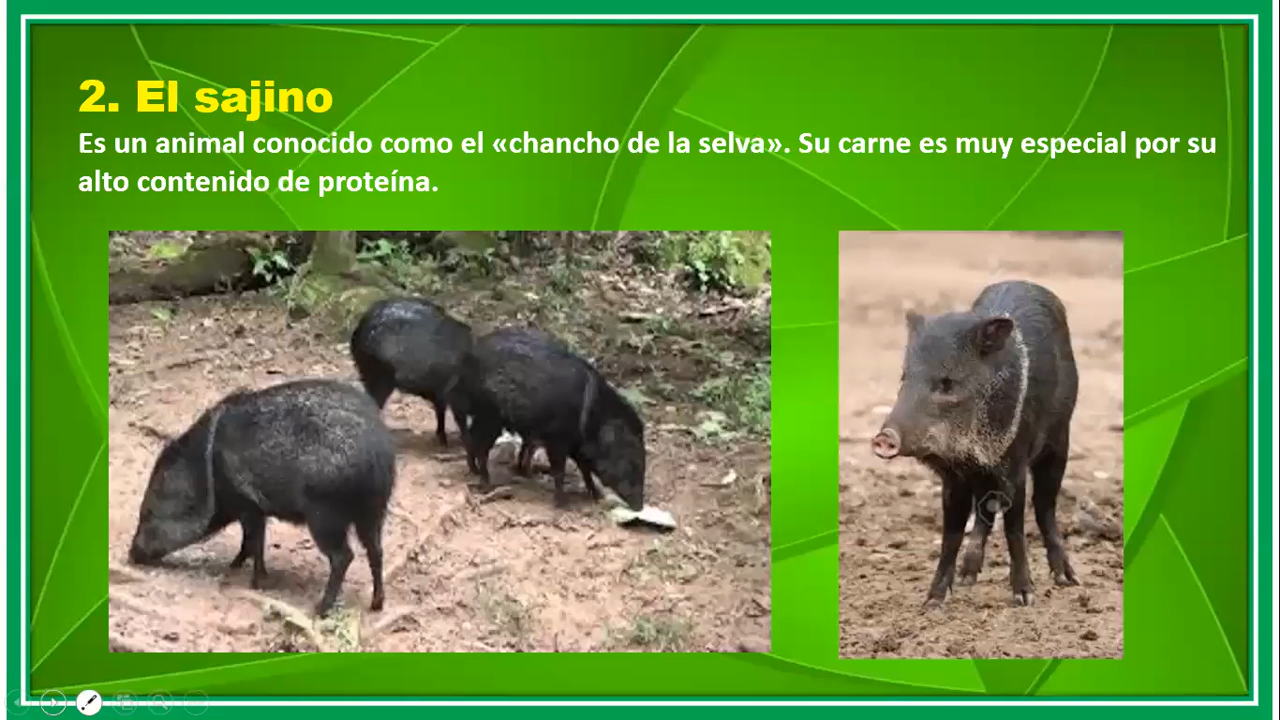 2. El sajino
Es un animal conocido como el «chancho de la selva». Su carne es muy especial por su
alto contenido de proteína.